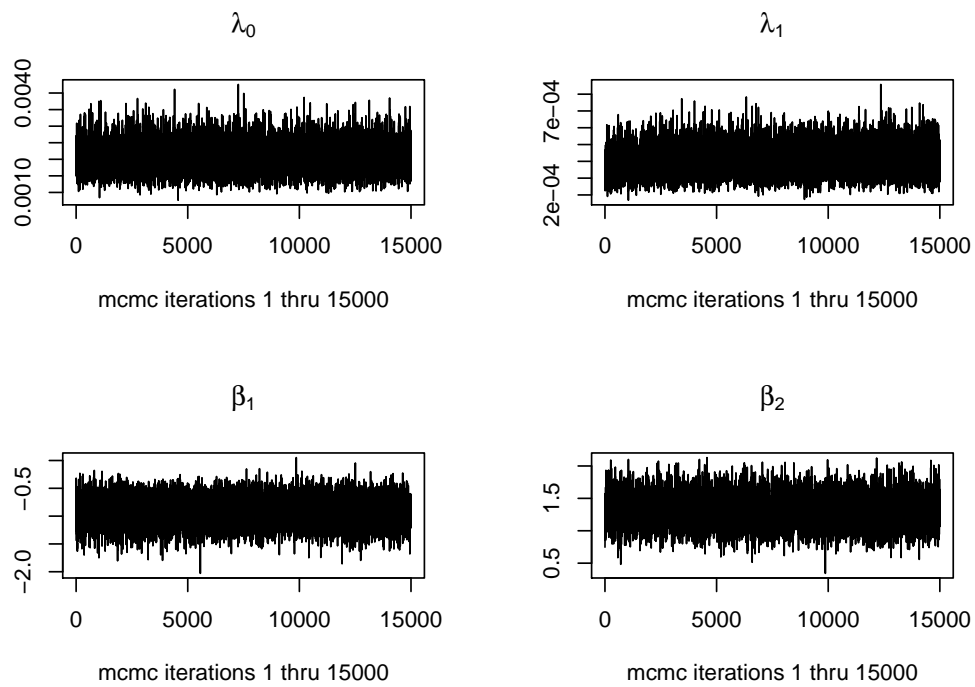 λ0
λ1
0.0010 0.0040
2e−04 7e−04
0 5000 10000 15000
0 5000 10000 15000
mcmc iterations 1 thru 15000
mcmc iterations 1 thru 15000
β1
β2
−2.0 −0.5
0.5 1.5
0 5000 10000 15000
0 5000 10000 15000
mcmc iterations 1 thru 15000
mcmc iterations 1 thru 15000